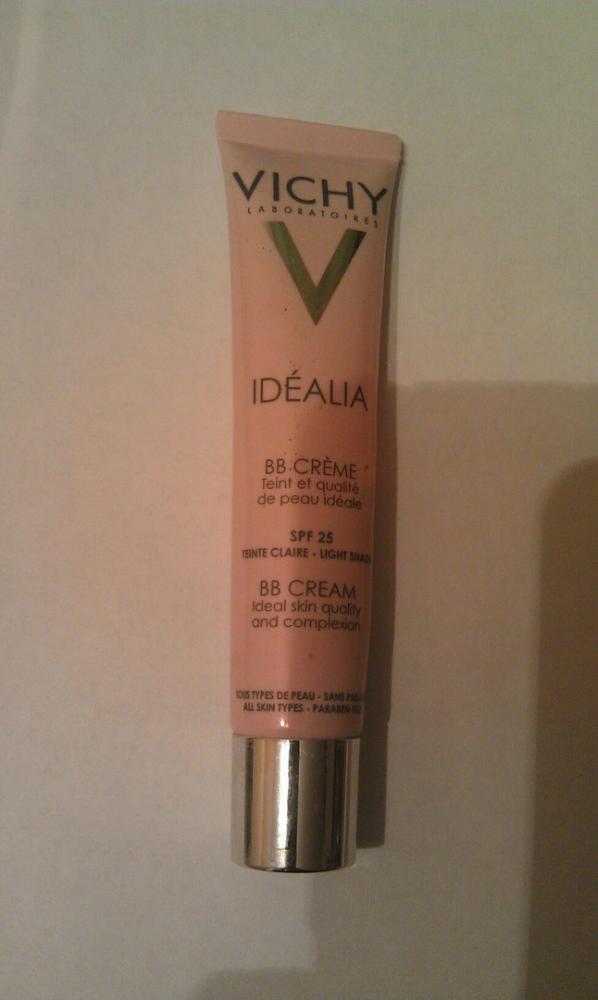 VICHY
LABORATOIRES
IDÉALIA
BB CRÈME
Teint et qualité
de peau idéale
SPF 25
TEINTE CLAIRE - LIGHT
BB CREAM
Ideal skin quality
and complexion
TOUS TYPES DE PEAU - SANS
ALL SKIN TYPES -